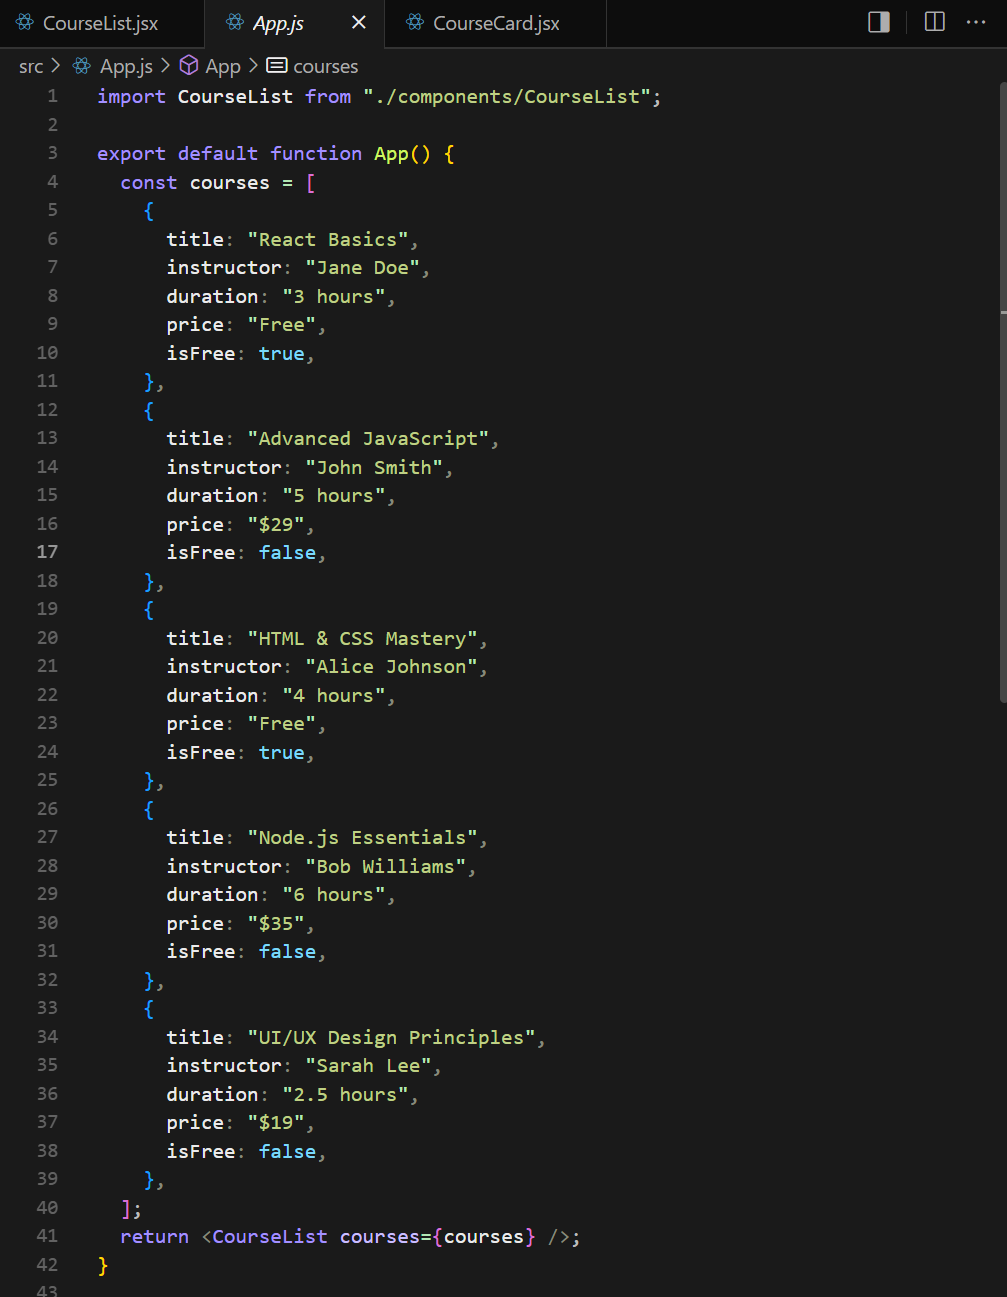 CourseList.jsx App.js CourseCard.jsx
src App.js App courses
1 import CourseList from "./components/CourseList";
2
3 export default function App() {
4   const courses = [
5     {
6       title: "React Basics",
7       instructor: "Jane Doe",
8       duration: "3 hours",
9       price: "Free",
10       isFree: true,
11     },
12     {
13       title: "Advanced JavaScript",
14       instructor: "John Smith",
15       duration: "5 hours",
16       price: "$29",
17       isFree: false,
18     },
19     {
20       title: "HTML & CSS Mastery",
21       instructor: "Alice Johnson",
22       duration: "4 hours",
23       price: "Free",
24       isFree: true,
25     },
26     {
27       title: "Node.js Essentials",
28       instructor: "Bob Williams",
29       duration: "6 hours",
30       price: "$35",
31       isFree: false,
32     },
33     {
34       title: "UI/UX Design Principles",
35       instructor: "Sarah Lee",
36       duration: "2.5 hours",
37       price: "$19",
38       isFree: false,
39     },
40   ];
41   return <CourseList courses={courses} />;
42 }
43